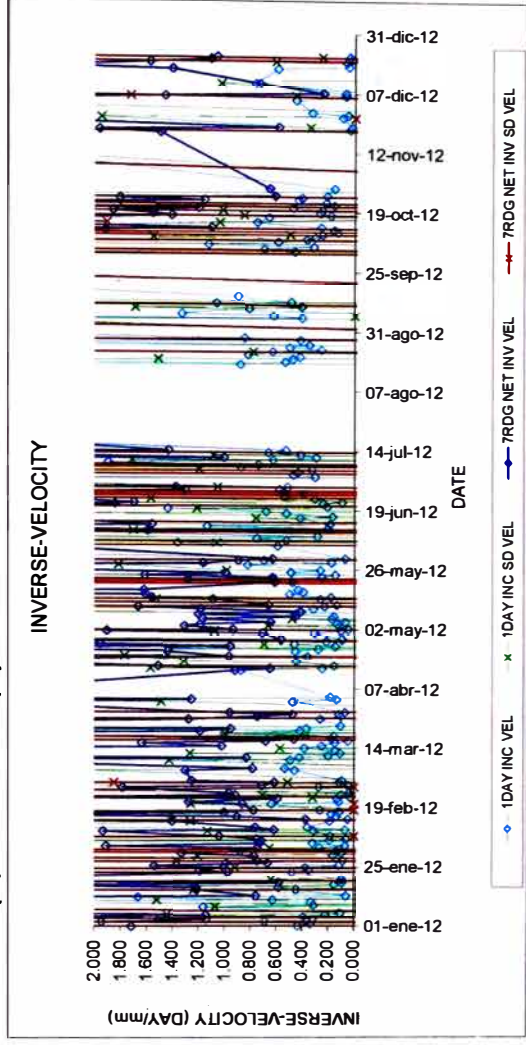 INVERSE-VELOCITY
INVERSE-VELOCITY (DAY/mm)
2.000
1.800
1.600
1.400
1.200
1.000
0.800
0.600
0.400
0.200
0.000
01-ene-12
25-ene-12
19-feb-12
14-mar-12
07-abr-12
02-may-12
26-may-12
19-jun-12
14-jul-12
07-ago-12
31-ago-12
25-sep-12
19-oct-12
12-nov-12
07-dic-12
31-dic-12
DATE
1DAY INC VEL
1DAY INC SD VEL
7RDG NET INV VEL
7RDG NET INV SD VEL